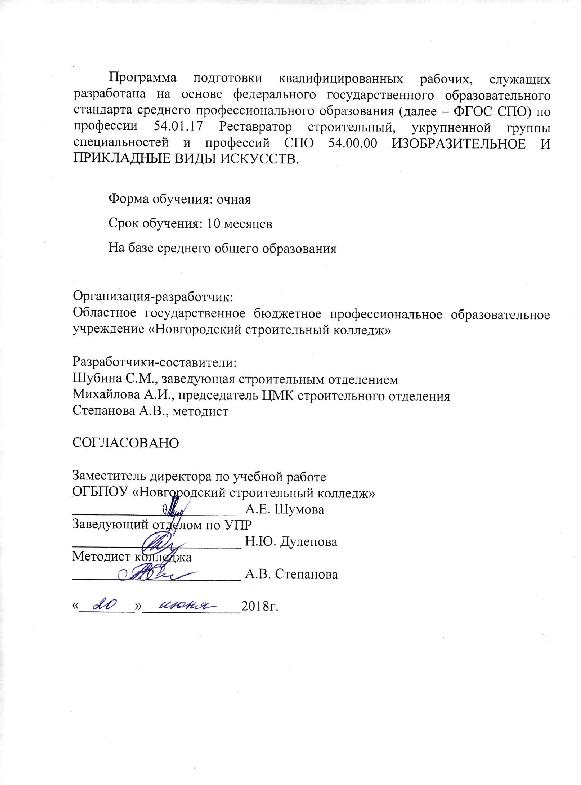 Программа подготовки квалифицированных рабочих, служащих
разработана на основе федерального государственного образовательного
стандарта среднего профессионального образования (далее – ФГОС СПО) по
профессии 54.01.17 Реставратор строительный, укрупненной группы
специальностей и профессий СПО 54.00.00 ИЗОБРАЗИТЕЛЬНОЕ И
ПРИКЛАДНЫЕ ВИДЫ ИСКУССТВ.
Форма обучения: очная
Срок обучения: 10 месяцев
На базе среднего общего образования
Организация-разработчик:
Областное государственное бюджетное профессиональное образовательное
учреждение «Новгородский строительный колледж»
Разработчики-составители:
Шубина С.М., заведующая строительным отделением
Михайлова А.И., председатель ЦМК строительного отделения
Степанова А.В., методист
СОГЛАСОВАНО
Заместитель директора по учебной работе
ОГБПОУ «Новгородский строительный колледж»
А.Е. Шумова
Заведующий отделом по УПР
Н.Ю. Дуленова
Методист колледжа
А.В. Степанова
« 20 » июня 2018г.